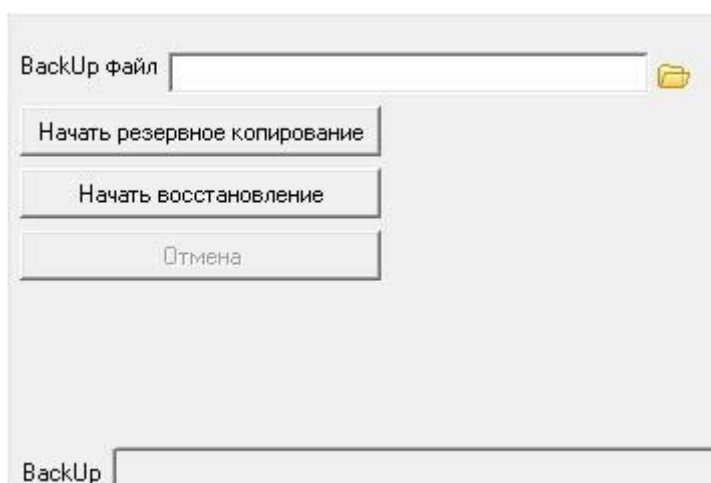 BackUp файл
Начать резервное копирование
Начать восстановление
Отмена
BackUp